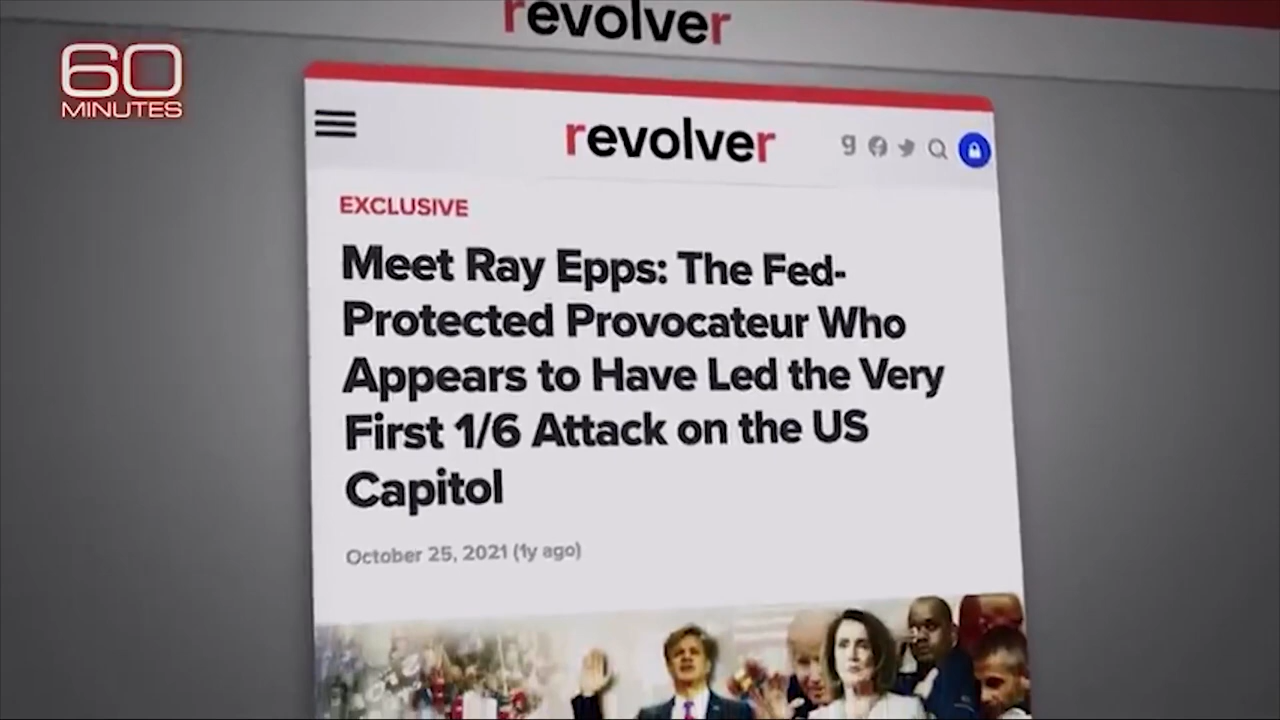 revolver
60
MINUTES
revolver
EXCLUSIVE
Meet Ray Epps: The Fed-
Protected Provocateur Who
Appears to Have Led the Very
First 1/6 Attack on the US
Capitol
October 25, 2021 (1y ago)